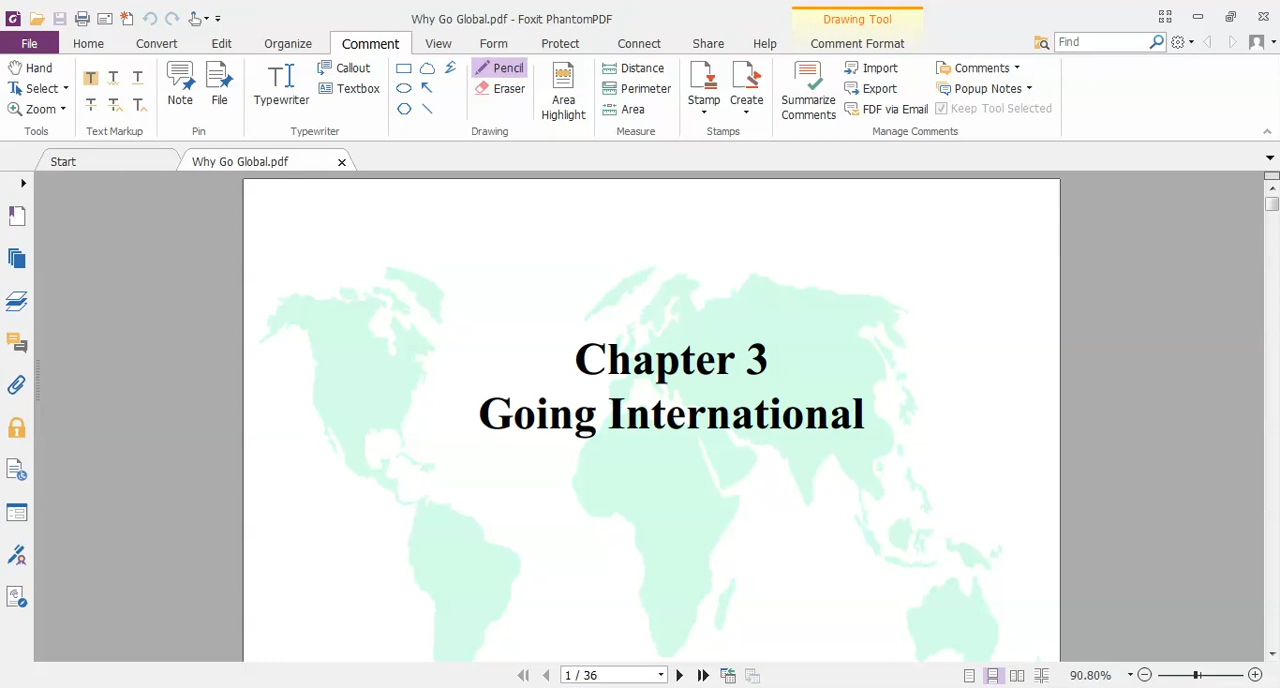 Why Go Global.pdf - Foxit PhantomPDF
Drawing Tool
File Home Convert Edit Organize Comment View Form Protect Connect Share Help Comment Format
Find
Hand
Select
Zoom
Tools
T T T
T T T
Text Markup
Note
File
Pin
Typewriter
Callout
Textbox
Typewriter
Pencil
Eraser
Drawing
Area
Highlight
Distance
Perimeter
Area
Measure
Stamp
Create
Stamps
Summarize
Comments
Import
Export
FDF via Email
Comments
Popup Notes
Keep Tool Selected
Manage Comments
Start
Why Go Global.pdf
Chapter 3
Going International
1 / 36
90.80%